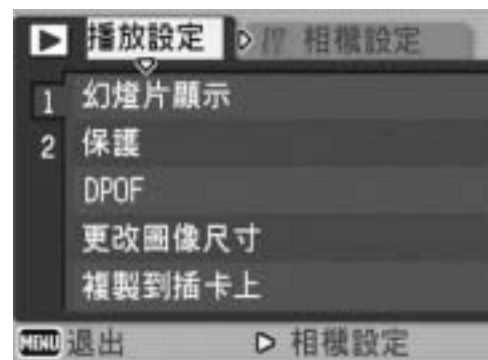 播放設定 相機設定
1 幻燈片顯示
2 保護
DPOF
更改圖像尺寸
複製到插卡上
MENU 退出 相機設定